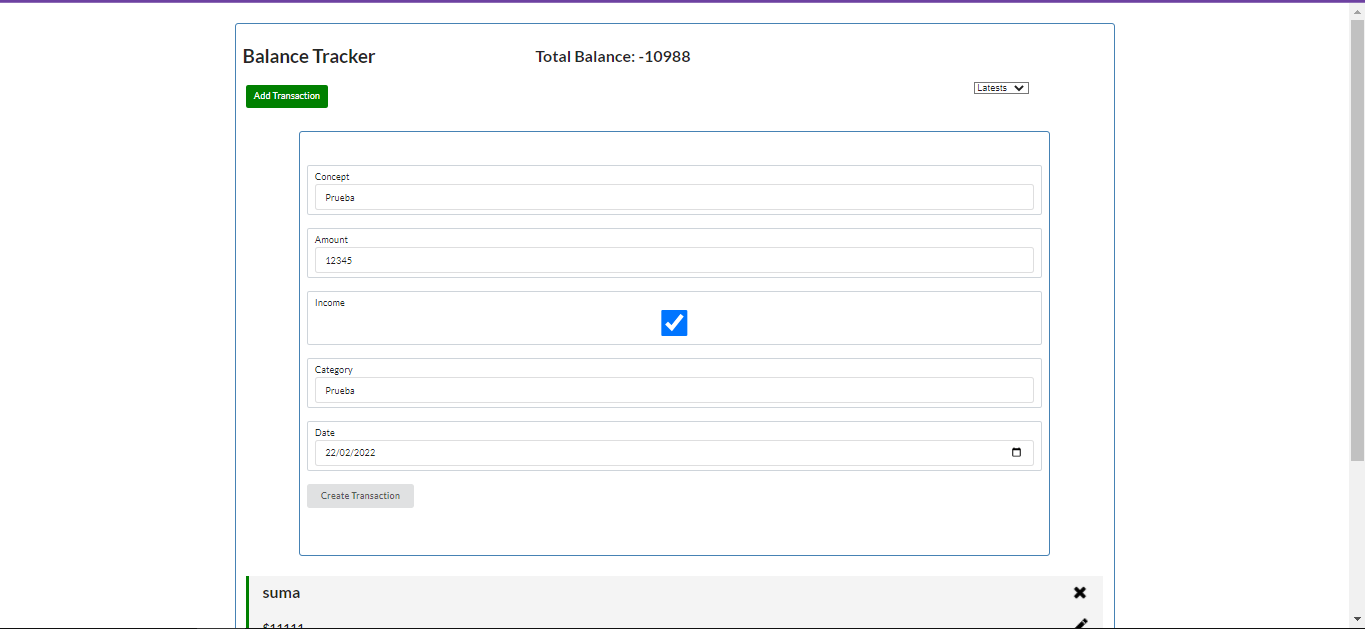 Balance Tracker
Total Balance: -10988
Add Transaction
Latests
Concept
Prueba
Amount
12345
Income
Category
Prueba
Date
22/02/2022
Create Transaction
suma
$11111